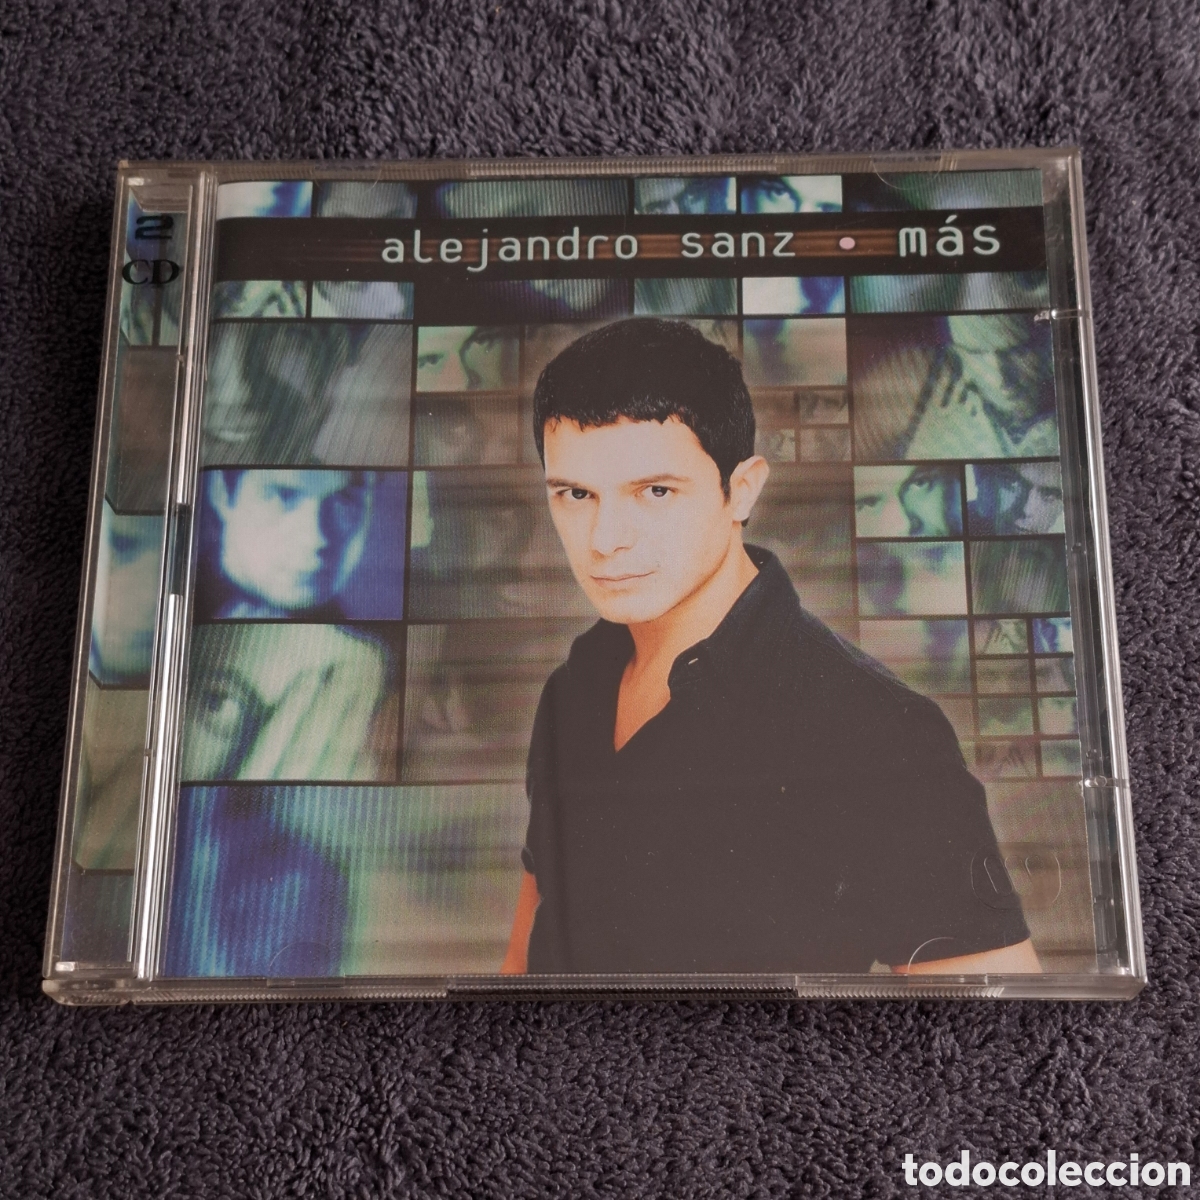 2
CD
alejandro sanz • más
todocoleccion